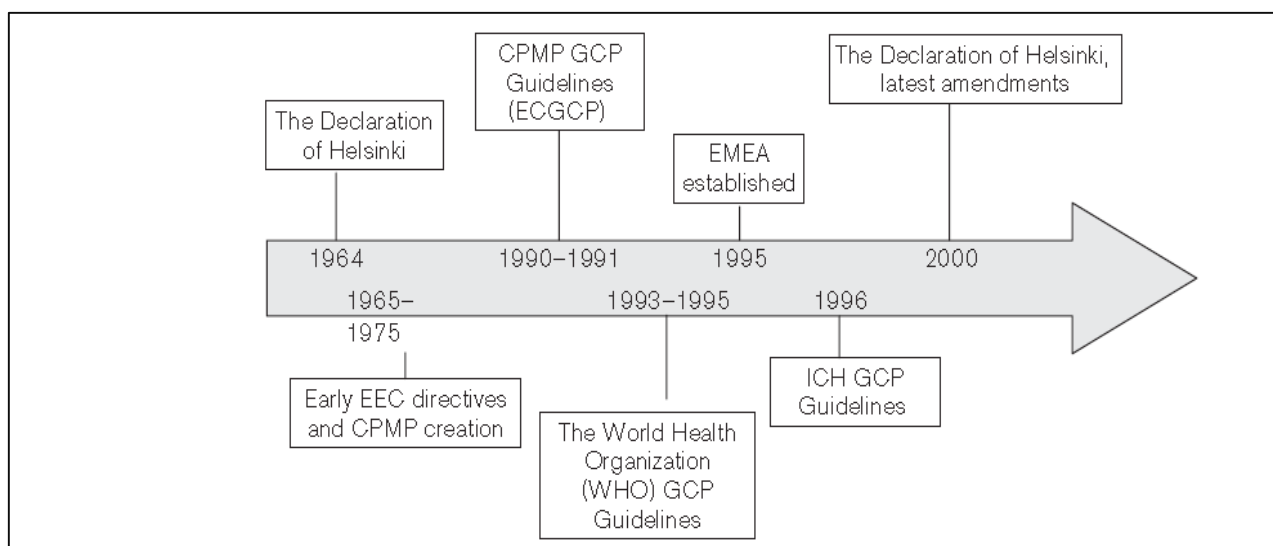 CPMP GCP
Guidelines
(ECGCP)
The Declaration of Helsinki,
latest amendments
The Declaration
of Helsinki
EMEA
established
1964
1990–1991
1995
2000
1965–
1975
1993–1995
1996
Early EEC directives
and CPMP creation
The World Health
Organization
(WHO) GCP
Guidelines
ICH GCP
Guidelines